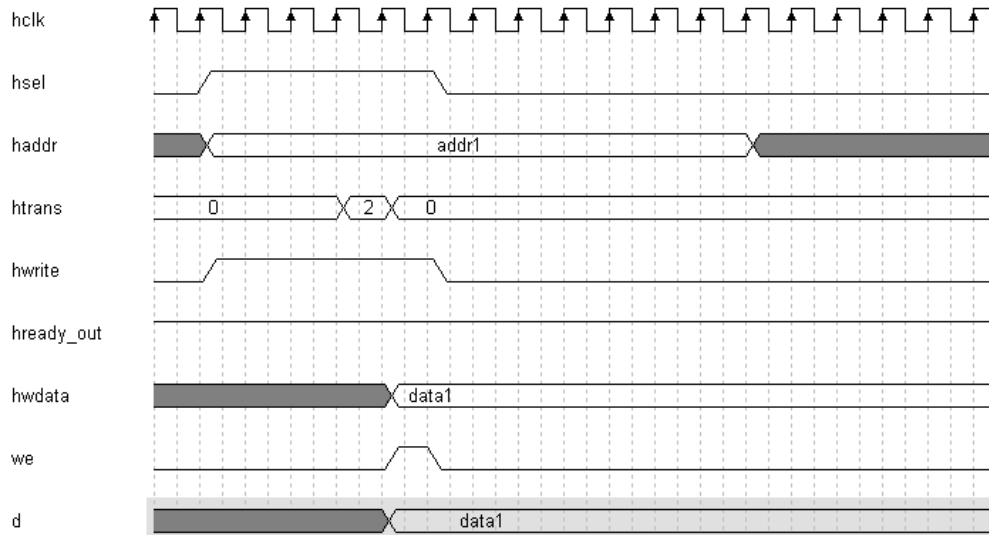 hclk
hsel
haddr addr1
htrans 0 2 0
hwrite
hready_out
hwdata data1
we
d data1